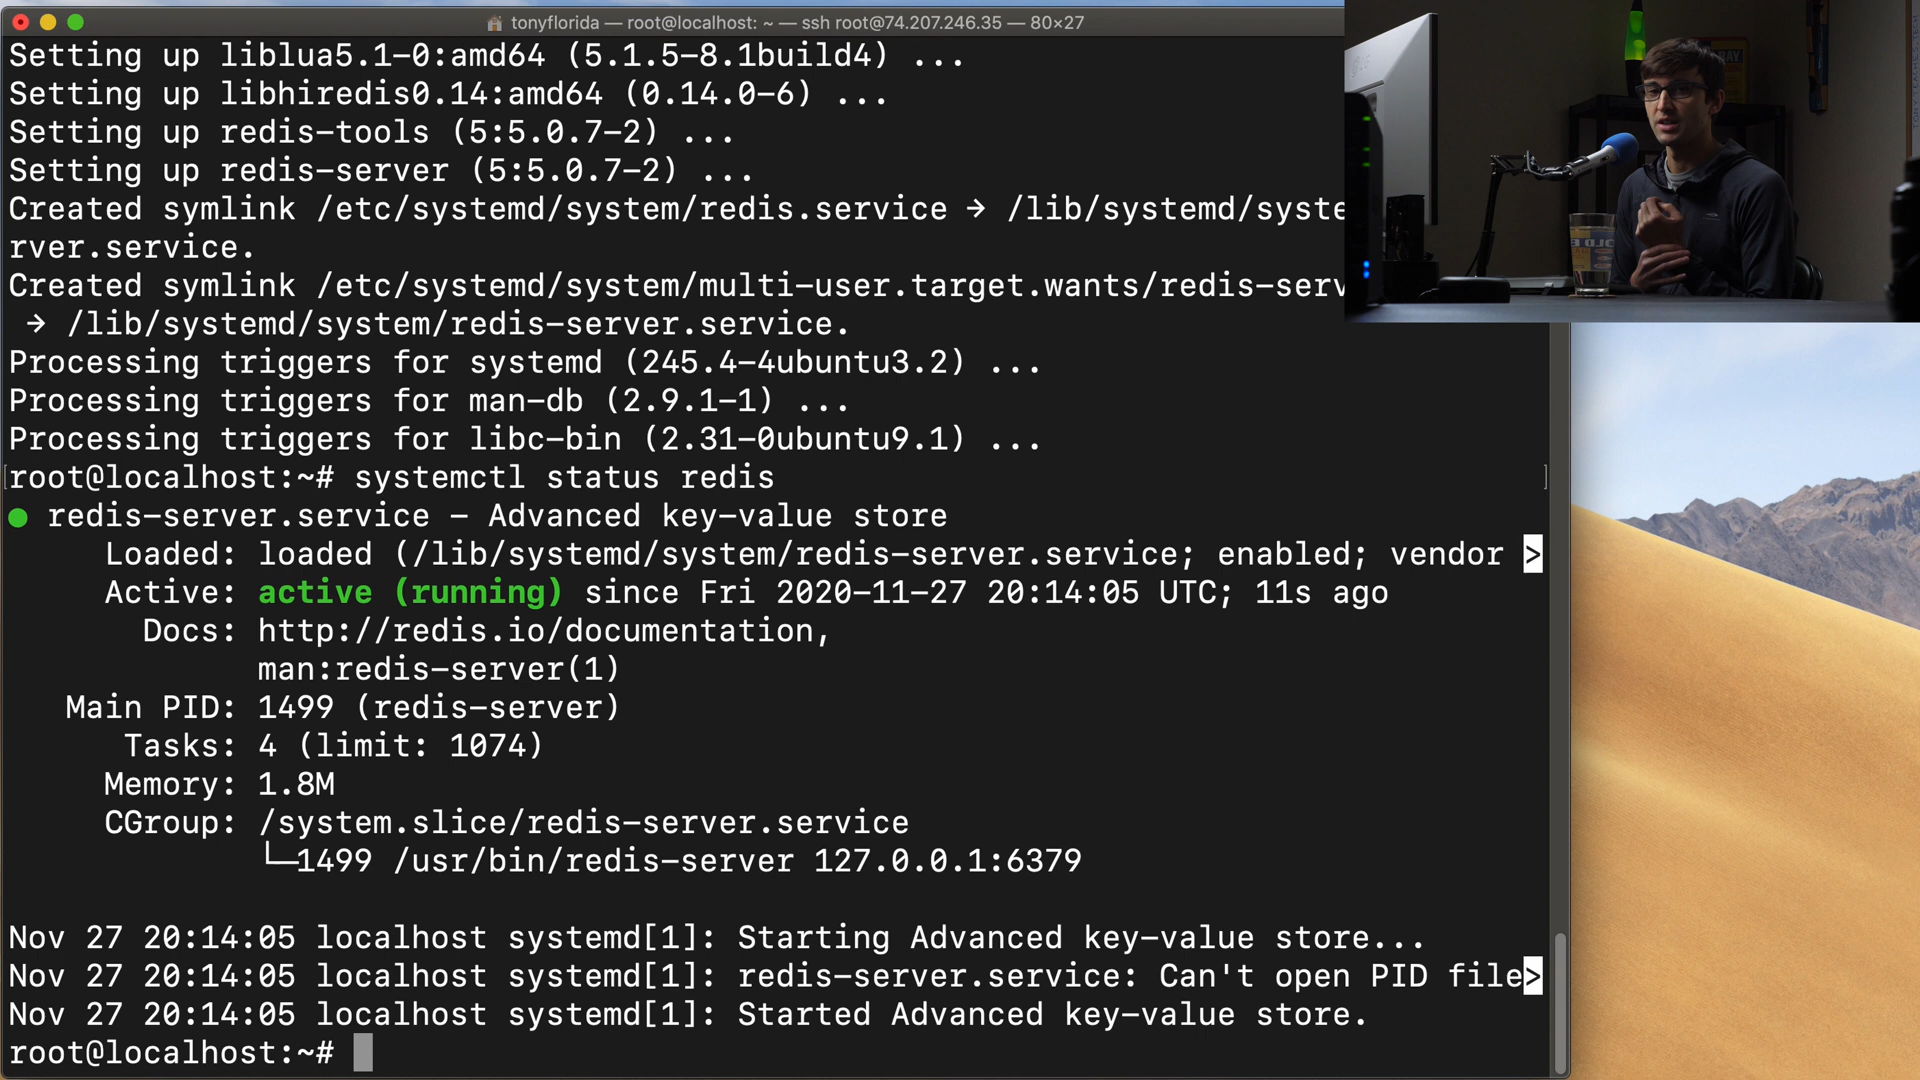 tonyflorida — root@localhost: ~ — ssh root@74.207.246.35 — 80×27
Setting up liblua5.1-0:amd64 (5.1.5-8.1build4) ...
Setting up libhiredis0.14:amd64 (0.14.0-6) ...
Setting up redis-tools (5:5.0.7-2) ...
Setting up redis-server (5:5.0.7-2) ...
Created symlink /etc/systemd/system/redis.service → /lib/systemd/syste
rver.service.
Created symlink /etc/systemd/system/multi-user.target.wants/redis-serv
→ /lib/systemd/system/redis-server.service.
Processing triggers for systemd (245.4-4ubuntu3.2) ...
Processing triggers for man-db (2.9.1-1) ...
Processing triggers for libc-bin (2.31-0ubuntu9.1) ...
[root@localhost:~# systemctl status redis ]
● redis-server.service - Advanced key-value store
Loaded: loaded (/lib/systemd/system/redis-server.service; enabled; vendor >
Active: active (running) since Fri 2020-11-27 20:14:05 UTC; 11s ago
Docs: http://redis.io/documentation,
man:redis-server(1)
Main PID: 1499 (redis-server)
Tasks: 4 (limit: 1074)
Memory: 1.8M
CGroup: /system.slice/redis-server.service
└─1499 /usr/bin/redis-server 127.0.0.1:6379
Nov 27 20:14:05 localhost systemd[1]: Starting Advanced key-value store...
Nov 27 20:14:05 localhost systemd[1]: redis-server.service: Can't open PID file>
Nov 27 20:14:05 localhost systemd[1]: Started Advanced key-value store.
root@localhost:~#